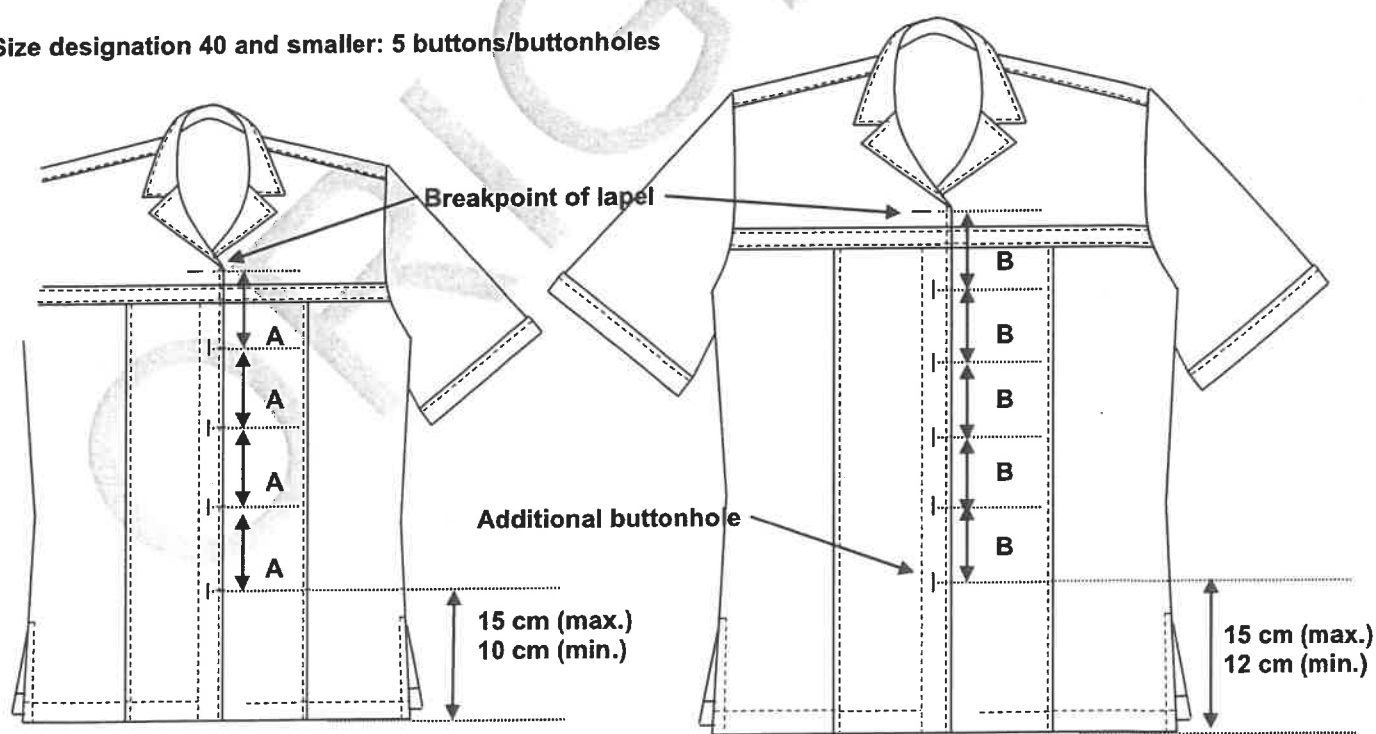 Size designation 40 and smaller: 5 buttons/buttonholes
Breakpoint of lapel
A
A
A
A
B
B
B
B
B
Additional buttonhole
15 cm (max.)
10 cm (min.)
15 cm (max.)
12 cm (min.)